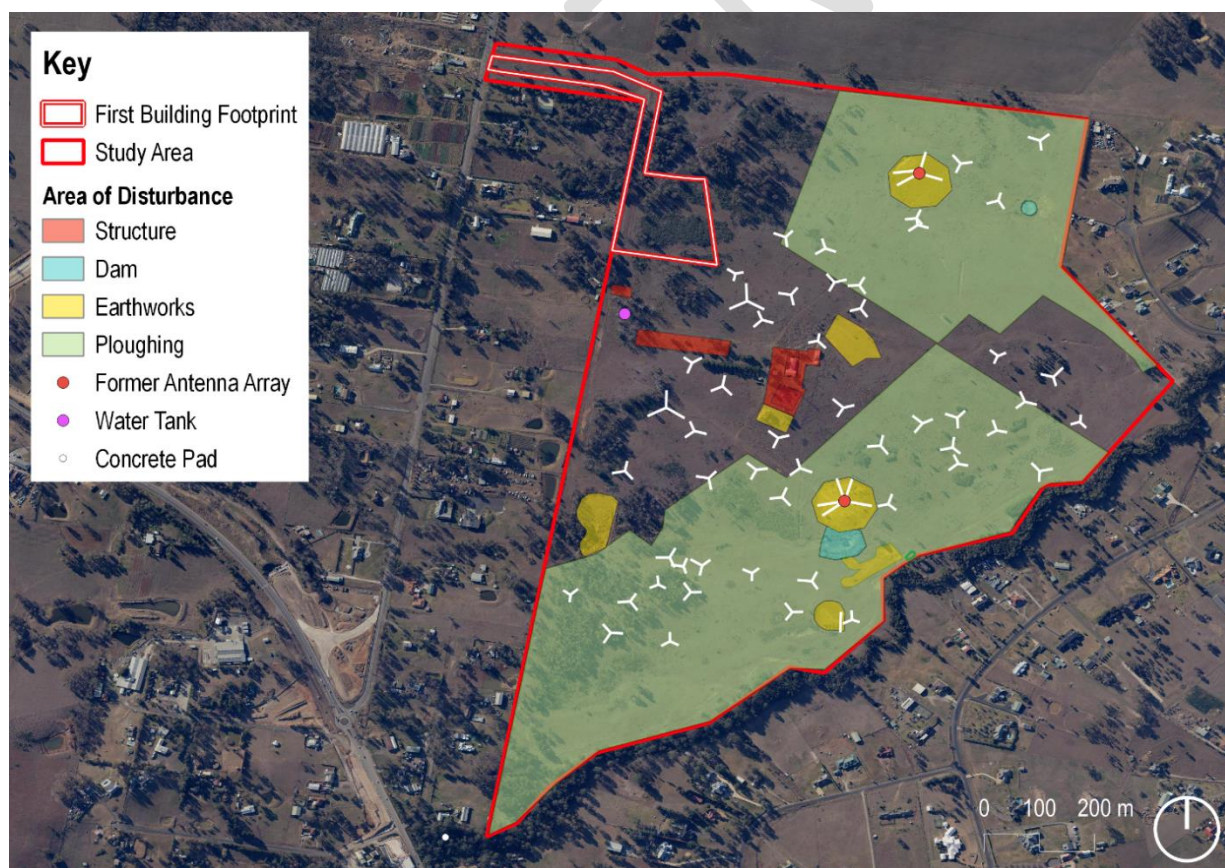 Key
First Building Footprint
Study Area
Area of Disturbance
Structure
Dam
Earthworks
Ploughing
Former Antenna Array
Water Tank
Concrete Pad
0 100 200 m